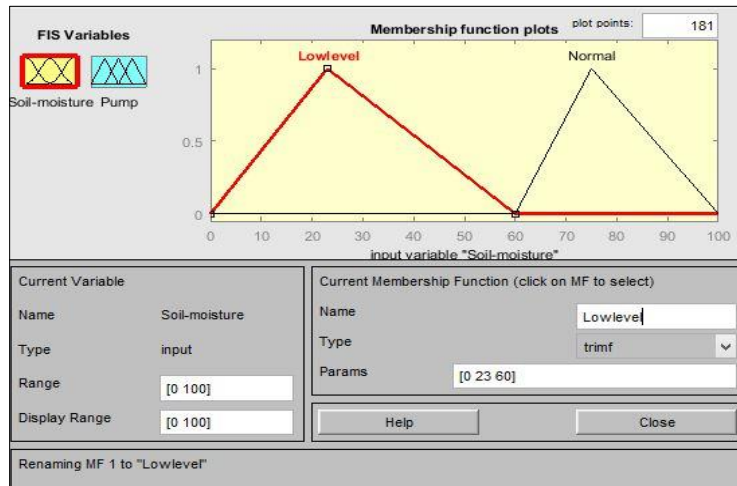 FIS Variables
Soil-moisture Pump
Membership function plots
plot points: 181
Lowlevel
Normal
1
0.5
0
0 10 20 30 40 50 60 70 80 90 100
input variable "Soil-moisture"
Current Variable
Name Soil-moisture
Type input
Range [0 100]
Display Range [0 100]
Current Membership Function (click on MF to select)
Name Lowlevel
Type trimf
Params [0 23 60]
Help Close
Renaming MF 1 to "Lowlevel"